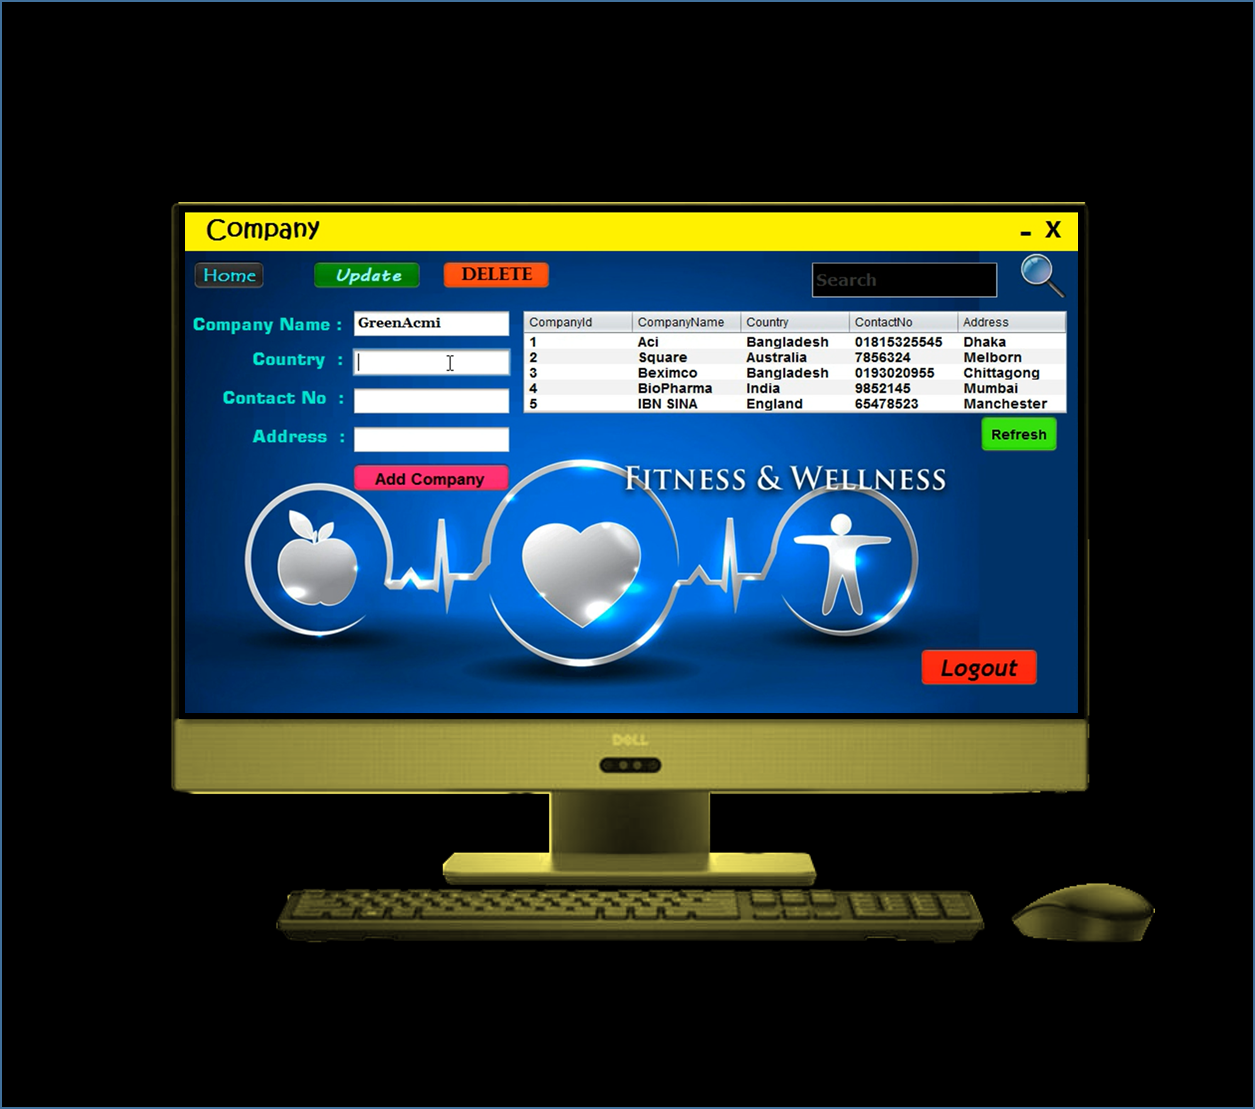 Company
- X
Home Update DELETE Search
Company Name : GreenAcmi
Country :
Contact No :
Address :
Add Company
CompanyId CompanyName Country ContactNo Address
1 Aci Bangladesh 01815325545 Dhaka
2 Square Australia 7856324 Melborn
3 Beximco Bangladesh 0193020955 Chittagong
4 BioPharma India 9852145 Mumbai
5 IBN SINA England 65478523 Manchester
Refresh
FITNESS & WELLNESS
Logout
DELL